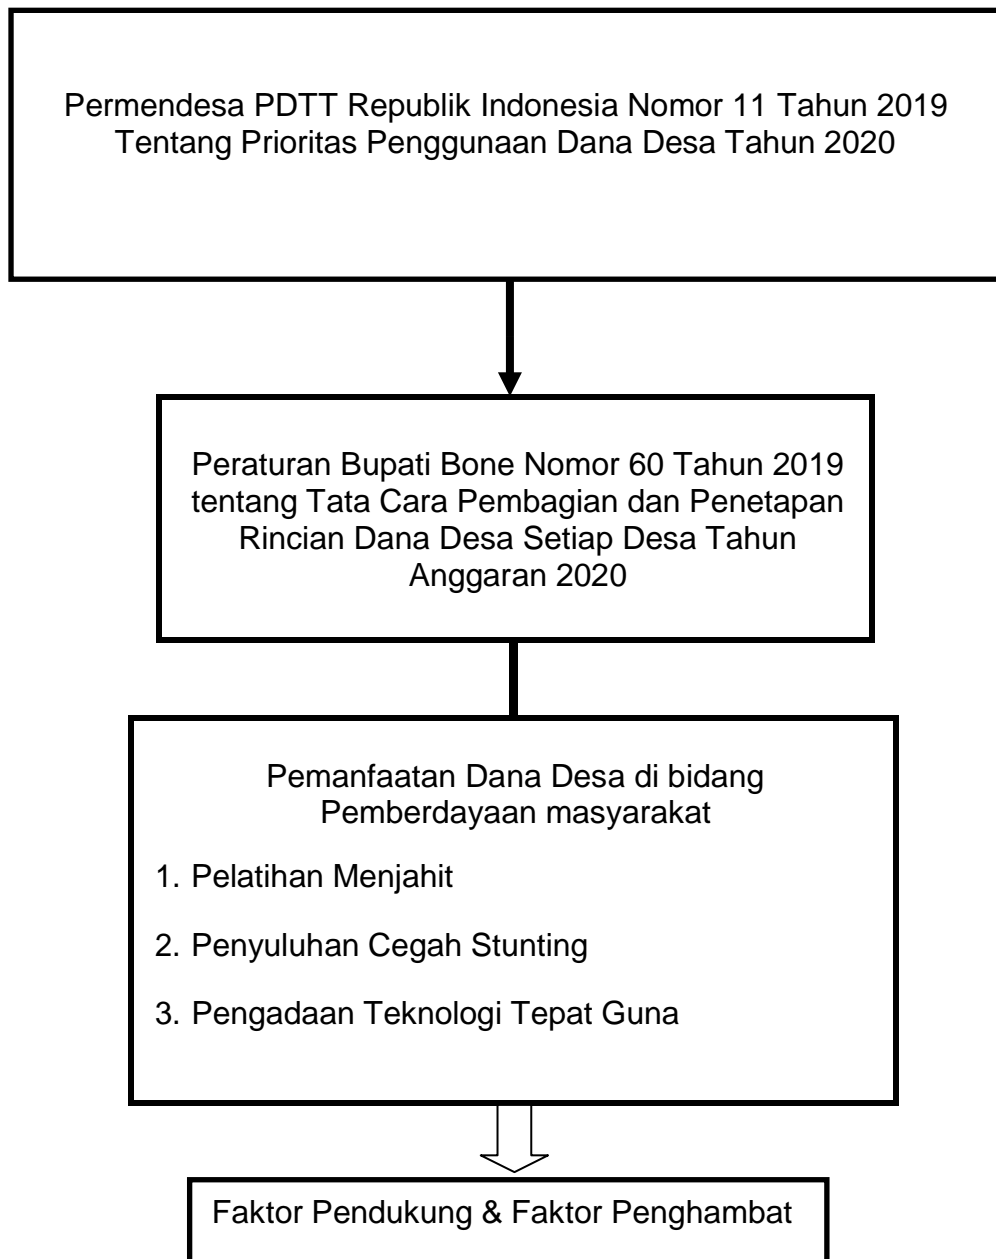 Permendesa PDTT Republik Indonesia Nomor 11 Tahun 2019
Tentang Prioritas Penggunaan Dana Desa Tahun 2020
Peraturan Bupati Bone Nomor 60 Tahun 2019
tentang Tata Cara Pembagian dan Penetapan
Rincian Dana Desa Setiap Desa Tahun
Anggaran 2020
Pemanfaatan Dana Desa di bidang
Pemberdayaan masyarakat
1. Pelatihan Menjahit
2. Penyuluhan Cegah Stunting
3. Pengadaan Teknologi Tepat Guna
Faktor Pendukung & Faktor Penghambat